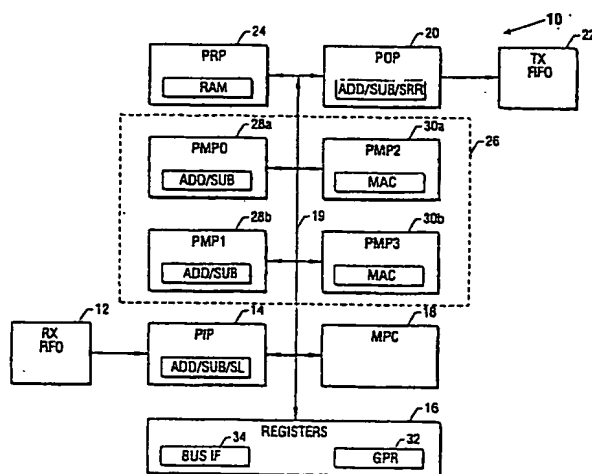 10
24
20
22
PRP
RAM
POP
ADD/SUB/SRR
TX
FIFO
28a
30a
26
PMP0
ADD/SUB
PMP2
MAC
28b
19
30b
PMP1
ADD/SUB
PMP3
MAC
12
14
18
RX
FIFO
PIP
ADD/SUB/SL
MPC
16
REGISTERS
34
32
BUS IF
GPR